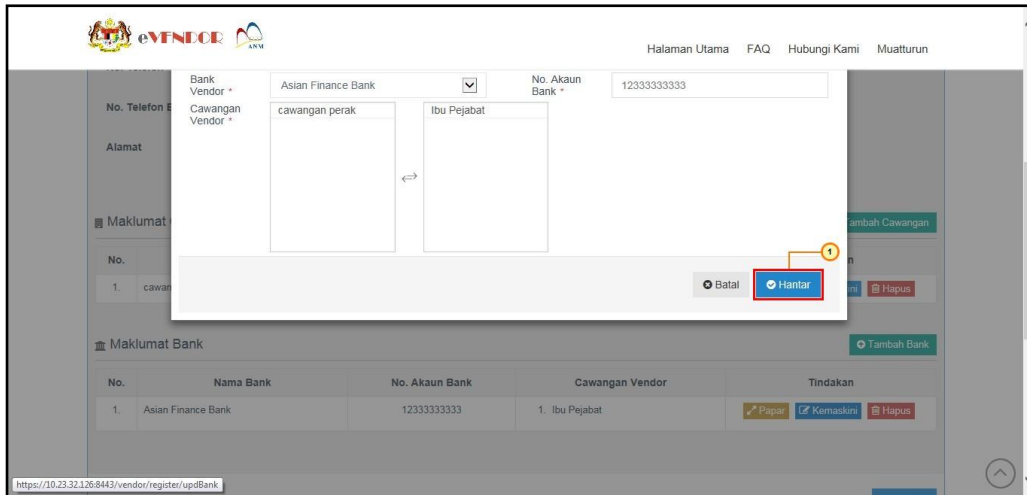 eVENDOR
ANM
Halaman Utama FAQ Hubungi Kami Muatturun
Bank Vendor * Asian Finance Bank No. Akaun Bank * 12333333333
No. Telefon
Cawangan Vendor * cawangan perak Ibu Pejabat
Alamat
Maklumat Tambah Cawangan
No.
1
1. cawan Hapus
Batal Hantar
Maklumat Bank Tambah Bank
No. Nama Bank No. Akaun Bank Cawangan Vendor Tindakan
1. Asian Finance Bank 12333333333 1. Ibu Pejabat Papar Kemaskini Hapus
https://10.23.32.126:8443/vendor/register/updBank